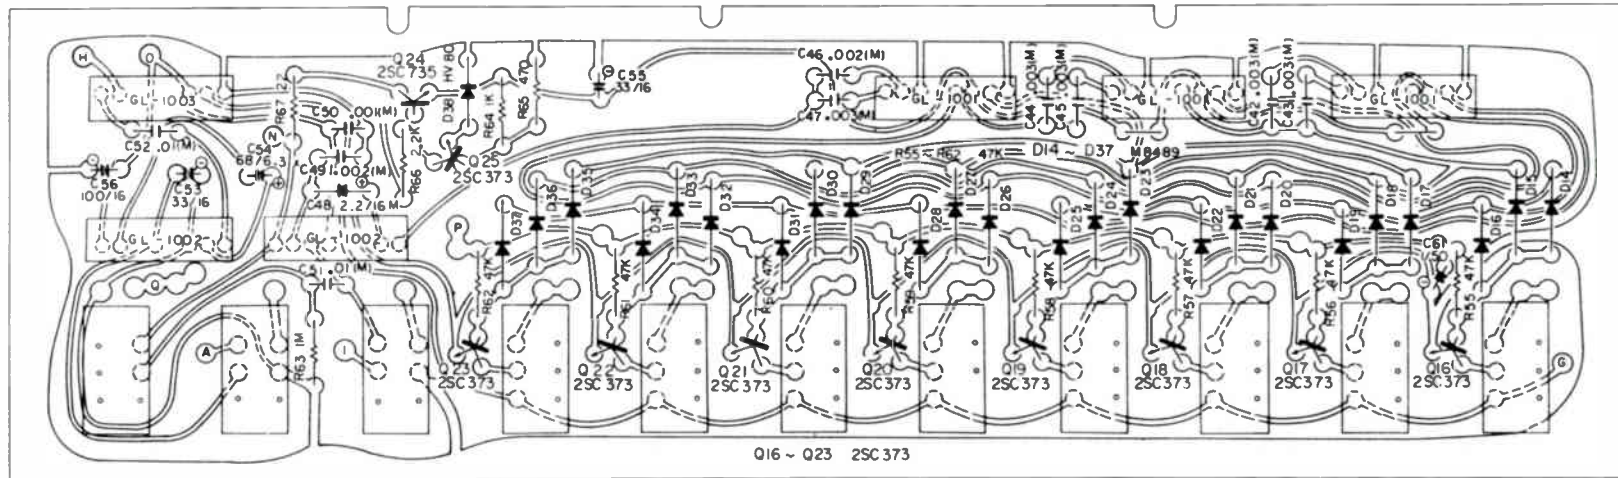 H
O
Q24
2SC735
HV80
D38
R64 1K
R65 470
C55
33/16
C46 .002(M)
C47 .003(M)
GL 1001
C44 .003(M)
C45 .003(M)
GL 1001
C42 .003(M)
C43 .003(M)
GL 1001
GL 1003
R67 22
C50 .001(M)
N
C52 .01(M)
C54
68/6.3
C49 .002(M)
2.2K
R66
Q25
2SC373
R55 ~ R62 47K
D14 ~ D37 M8489
C56
100/16
C53
33/16
C48 2.2/16 M
GL 1002
GL 1002
P
D37
D36
D35
D34
D33
D32
D31
D30
D29
D28
D27
D26
D25
D24
D23
D22
D21
D20
D19
D18
D17
D16
D15
D14
C61
Q
C51 .01(M)
R62 47K
R61 47K
R60 47K
R59 47K
R58 47K
R57 47K
R56 47K
R55 47K
A
R63 1M
I
G
Q23
2SC373
Q22
2SC373
Q21
2SC373
Q20
2SC373
Q19
2SC373
Q18
2SC373
Q17
2SC373
Q16
2SC373
Q16 ~ Q23 2SC373